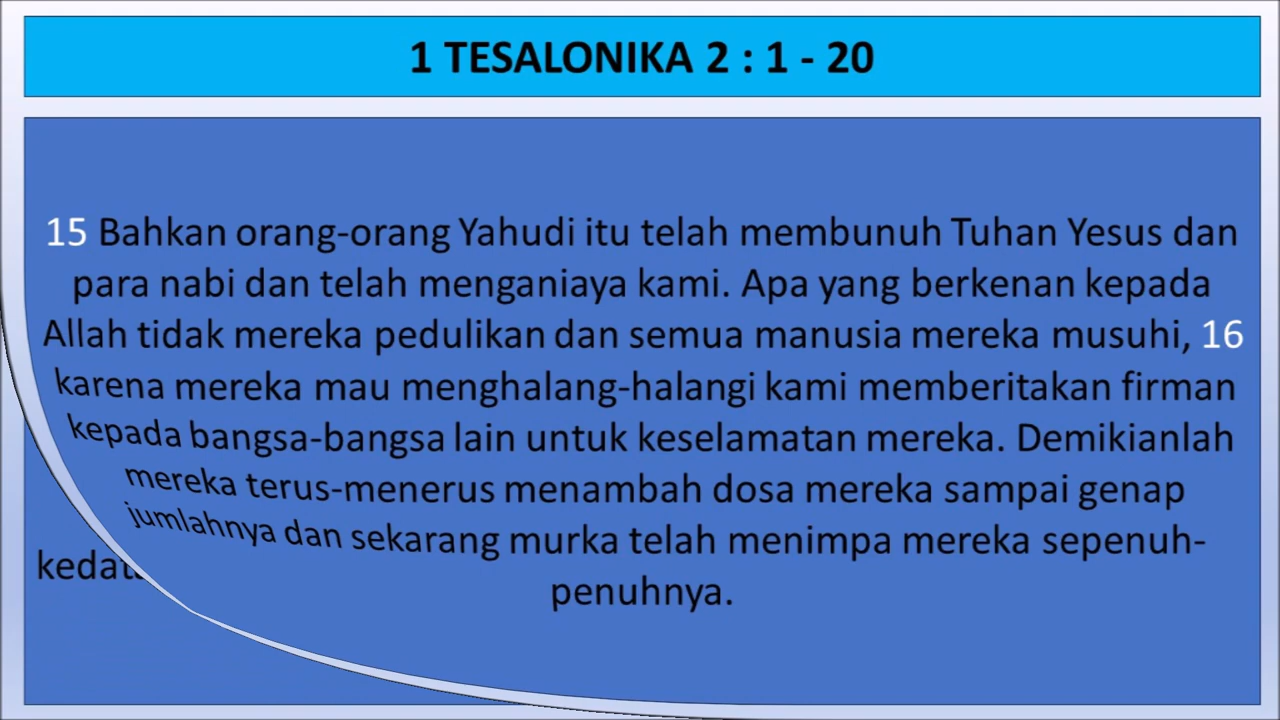 1 TESALONIKA 2 : 1 - 20
15 Bahkan orang-orang Yahudi itu telah membunuh Tuhan Yesus dan
para nabi dan telah menganiaya kami. Apa yang berkenan kepada
Allah tidak mereka pedulikan dan semua manusia mereka musuhi, 16
karena mereka mau menghalang-halangi kami memberitakan firman
kepada bangsa-bangsa lain untuk keselamatan mereka. Demikianlah
mereka terus-menerus menambah dosa mereka sampai genap
jumlahnya dan sekarang murka telah menimpa mereka sepenuh-
penuhnya.